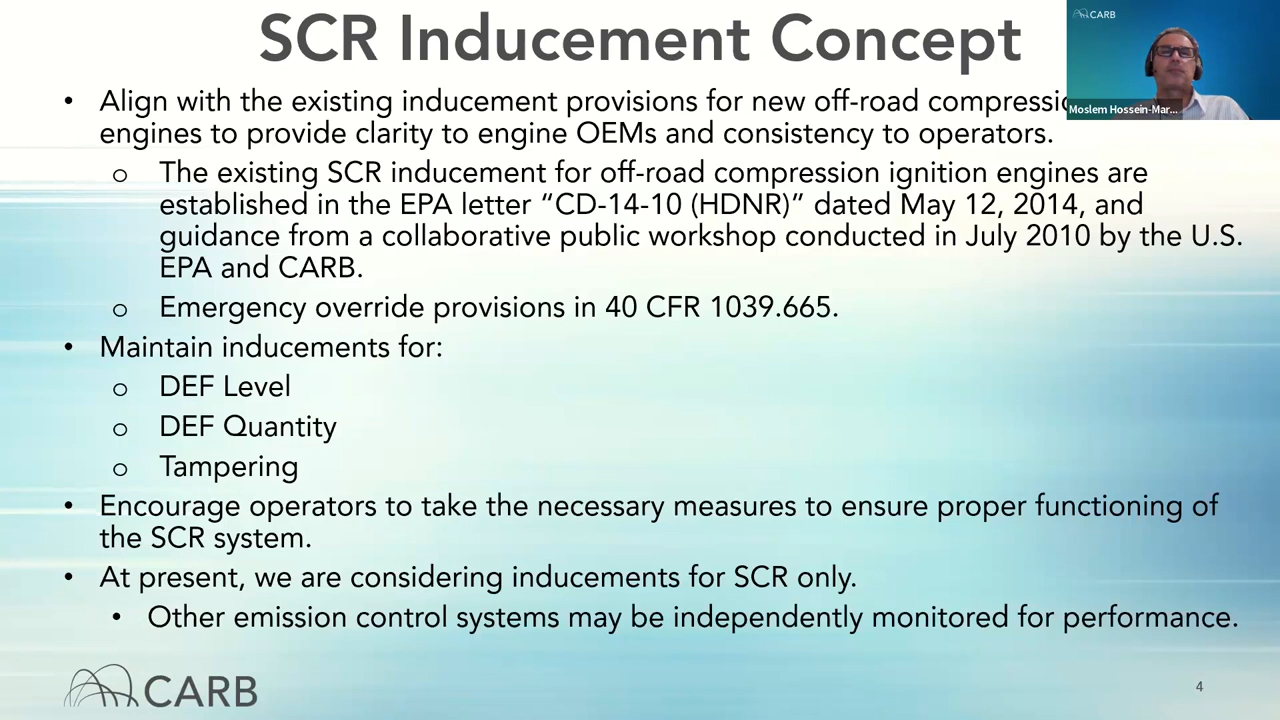 SCR Inducement Concept
CARB
Moslem Hossein-Mar...
• Align with the existing inducement provisions for new off-road
engines to provide clarity to engine OEMs and consistency to operators.
o The existing SCR inducement for off-road compression ignition engines are
established in the EPA letter “CD-14-10 (HDNR)” dated May 12, 2014, and
guidance from a collaborative public workshop conducted in July 2010 by the U.S.
EPA and CARB.
o Emergency override provisions in 40 CFR 1039.665.
• Maintain inducements for:
o DEF Level
o DEF Quantity
o Tampering
• Encourage operators to take the necessary measures to ensure proper functioning of
the SCR system.
• At present, we are considering inducements for SCR only.
• Other emission control systems may be independently monitored for performance.
CARB
4